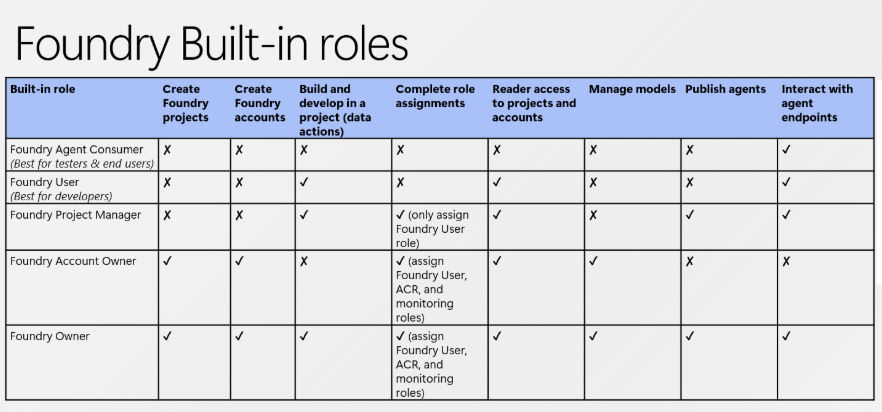 Foundry Built-in roles
Built-in role | Create Foundry projects | Create Foundry accounts | Build and develop in a project (data actions) | Complete role assignments | Reader access to projects and accounts | Manage models | Publish agents | Interact with agent endpoints
Foundry Agent Consumer (Best for testers & end users) | ✗ | ✗ | ✗ | ✗ | ✗ | ✗ | ✗ | ✓
Foundry User (Best for developers) | ✗ | ✗ | ✓ | ✗ | ✓ | ✗ | ✗ | ✓
Foundry Project Manager | ✗ | ✗ | ✓ | ✓ (only assign Foundry User role) | ✓ | ✗ | ✓ | ✓
Foundry Account Owner | ✓ | ✓ | ✗ | ✓ (assign Foundry User, ACR, and monitoring roles) | ✓ | ✓ | ✗ | ✗
Foundry Owner | ✓ | ✓ | ✓ | ✓ (assign Foundry User, ACR, and monitoring roles) | ✓ | ✓ | ✓ | ✓